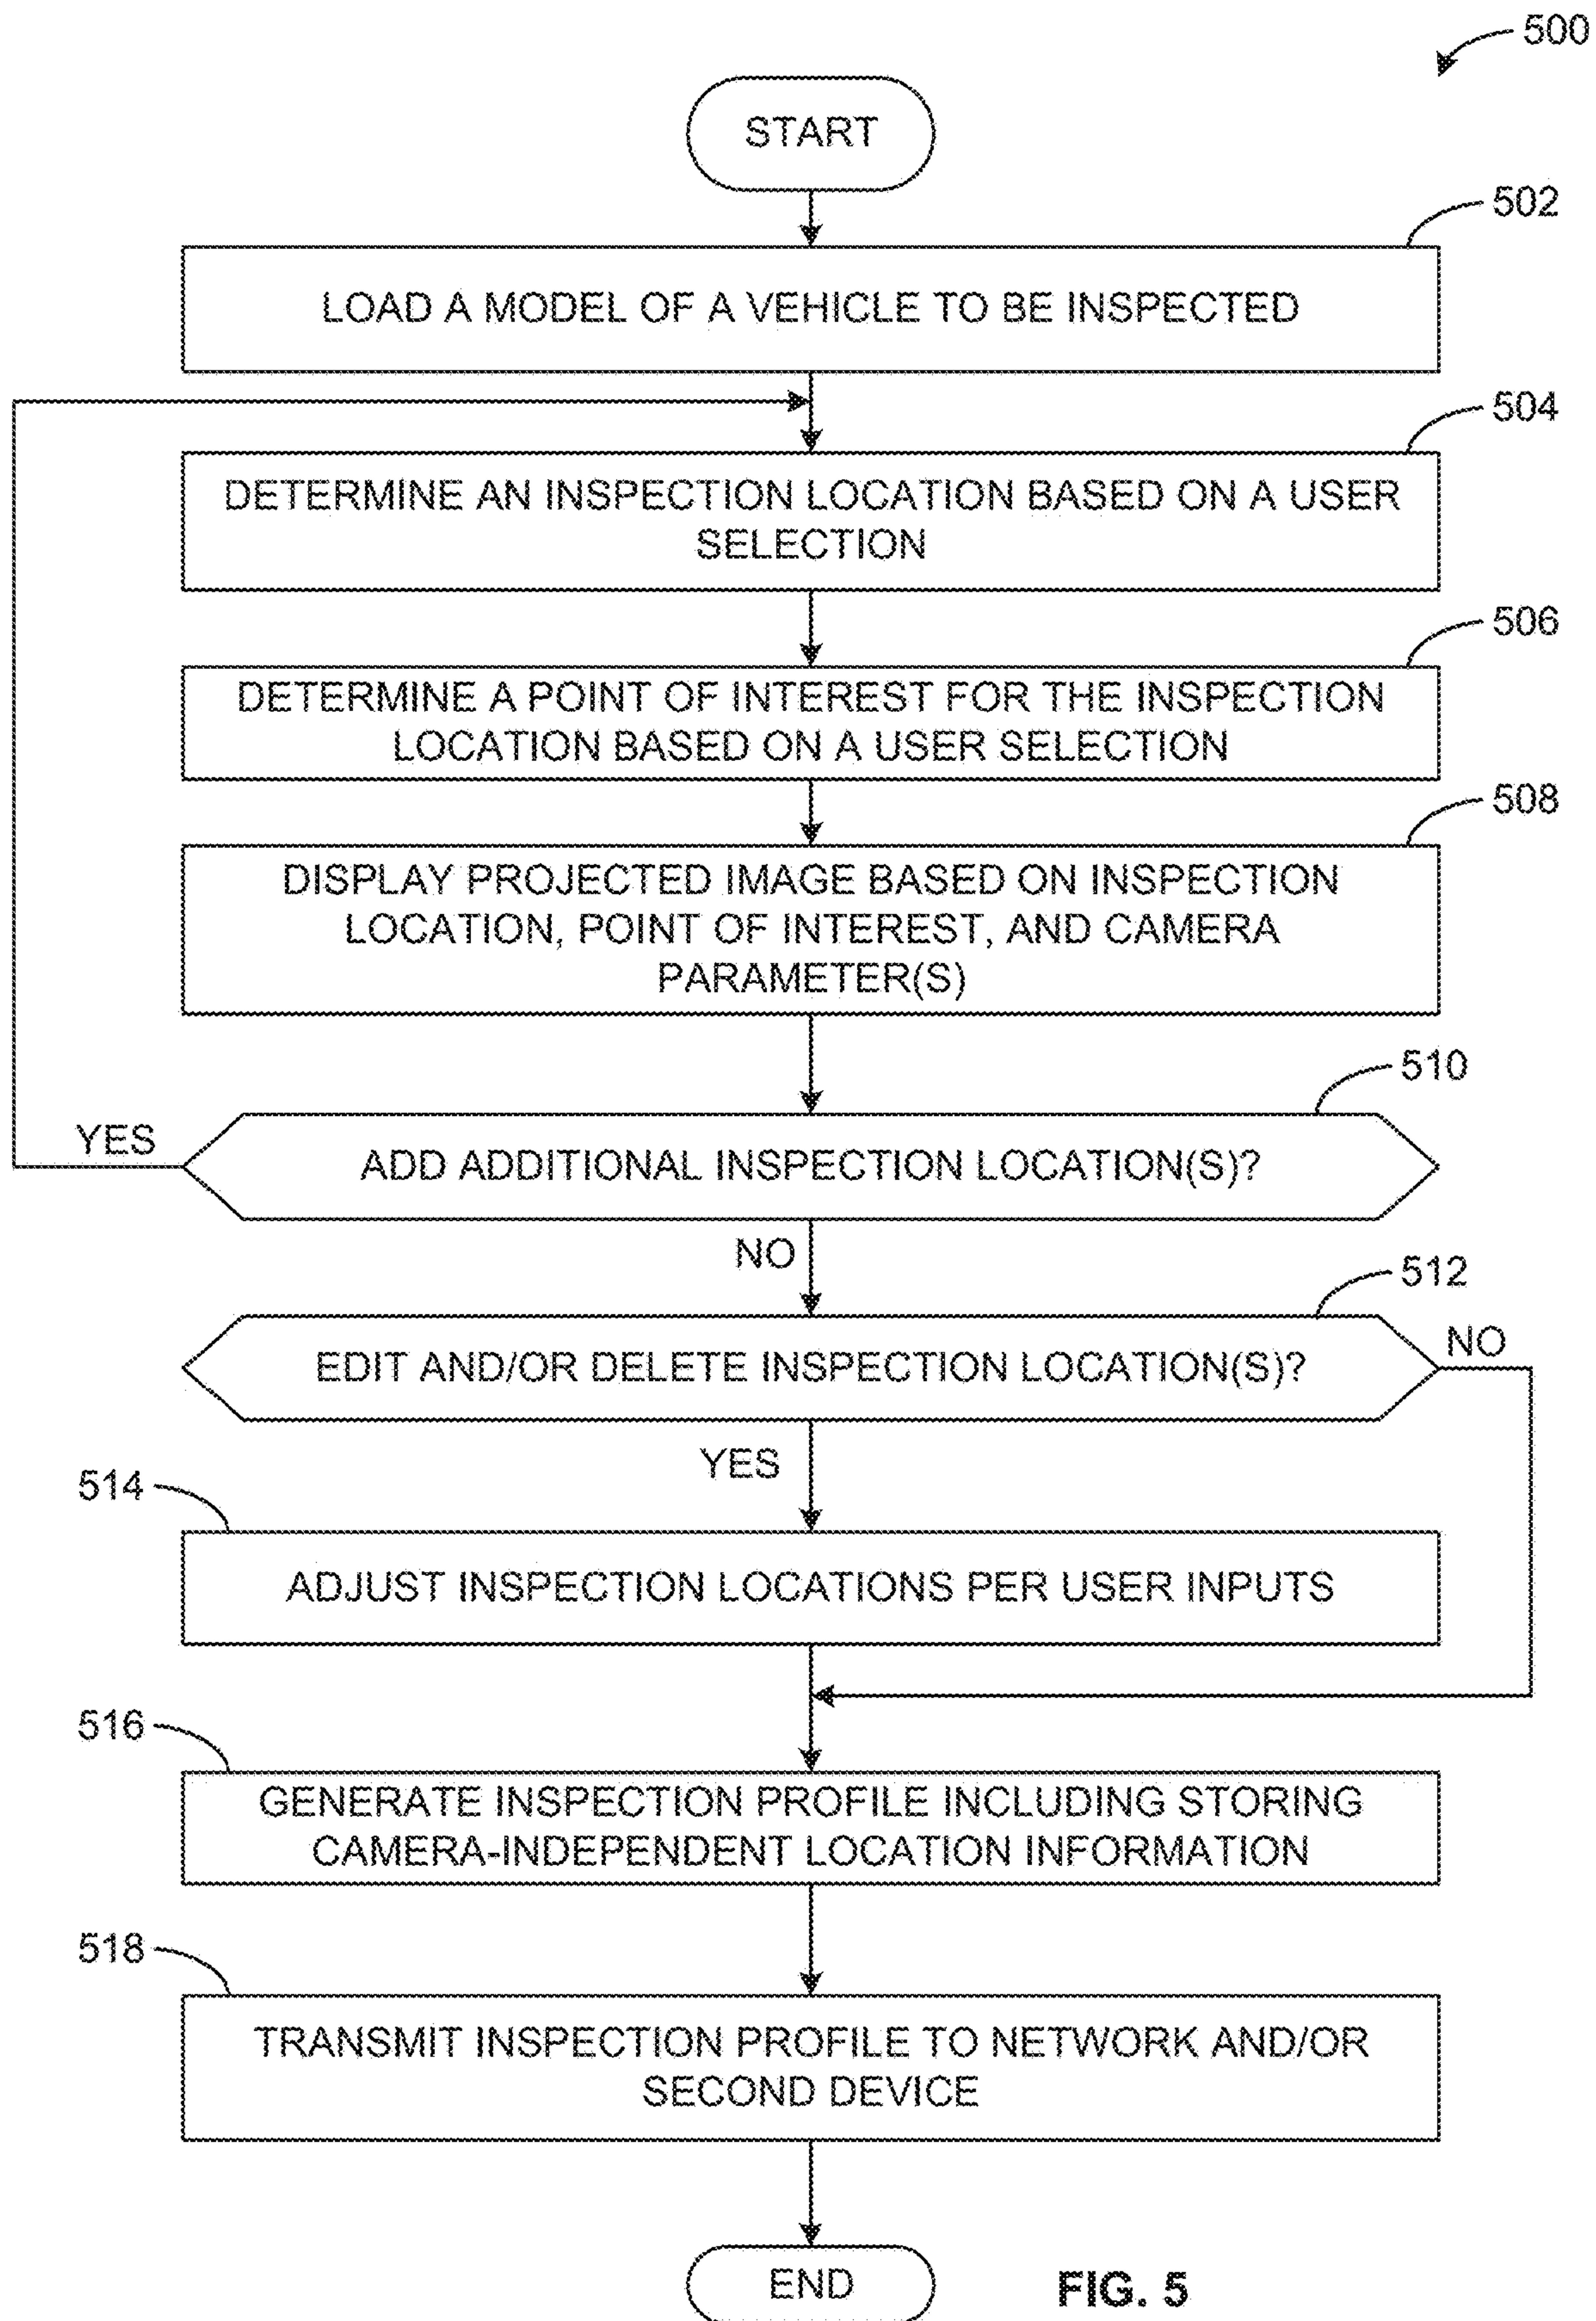 500
START
502
LOAD A MODEL OF A VEHICLE TO BE INSPECTED
504
DETERMINE AN INSPECTION LOCATION BASED ON A USER
SELECTION
506
DETERMINE A POINT OF INTEREST FOR THE INSPECTION
LOCATION BASED ON A USER SELECTION
508
DISPLAY PROJECTED IMAGE BASED ON INSPECTION
LOCATION, POINT OF INTEREST, AND CAMERA
PARAMETER(S)
510
YES
ADD ADDITIONAL INSPECTION LOCATION(S)?
NO
512
EDIT AND/OR DELETE INSPECTION LOCATION(S)?
NO
YES
514
ADJUST INSPECTION LOCATIONS PER USER INPUTS
516
GENERATE INSPECTION PROFILE INCLUDING STORING
CAMERA-INDEPENDENT LOCATION INFORMATION
518
TRANSMIT INSPECTION PROFILE TO NETWORK AND/OR
SECOND DEVICE
END
FIG. 5